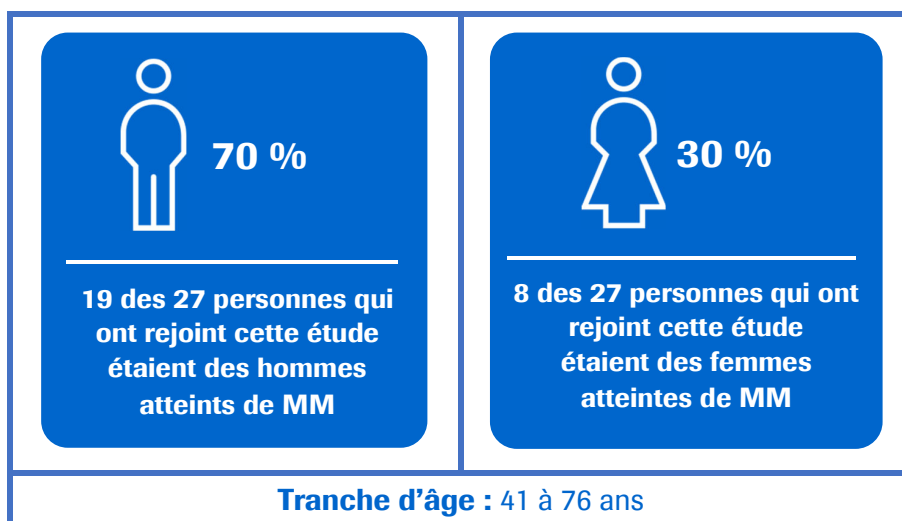 70 %
19 des 27 personnes qui
ont rejoint cette étude
étaient des hommes
atteints de MM
30 %
8 des 27 personnes qui ont
rejoint cette étude
étaient des femmes
atteintes de MM
Tranche d’âge : 41 à 76 ans